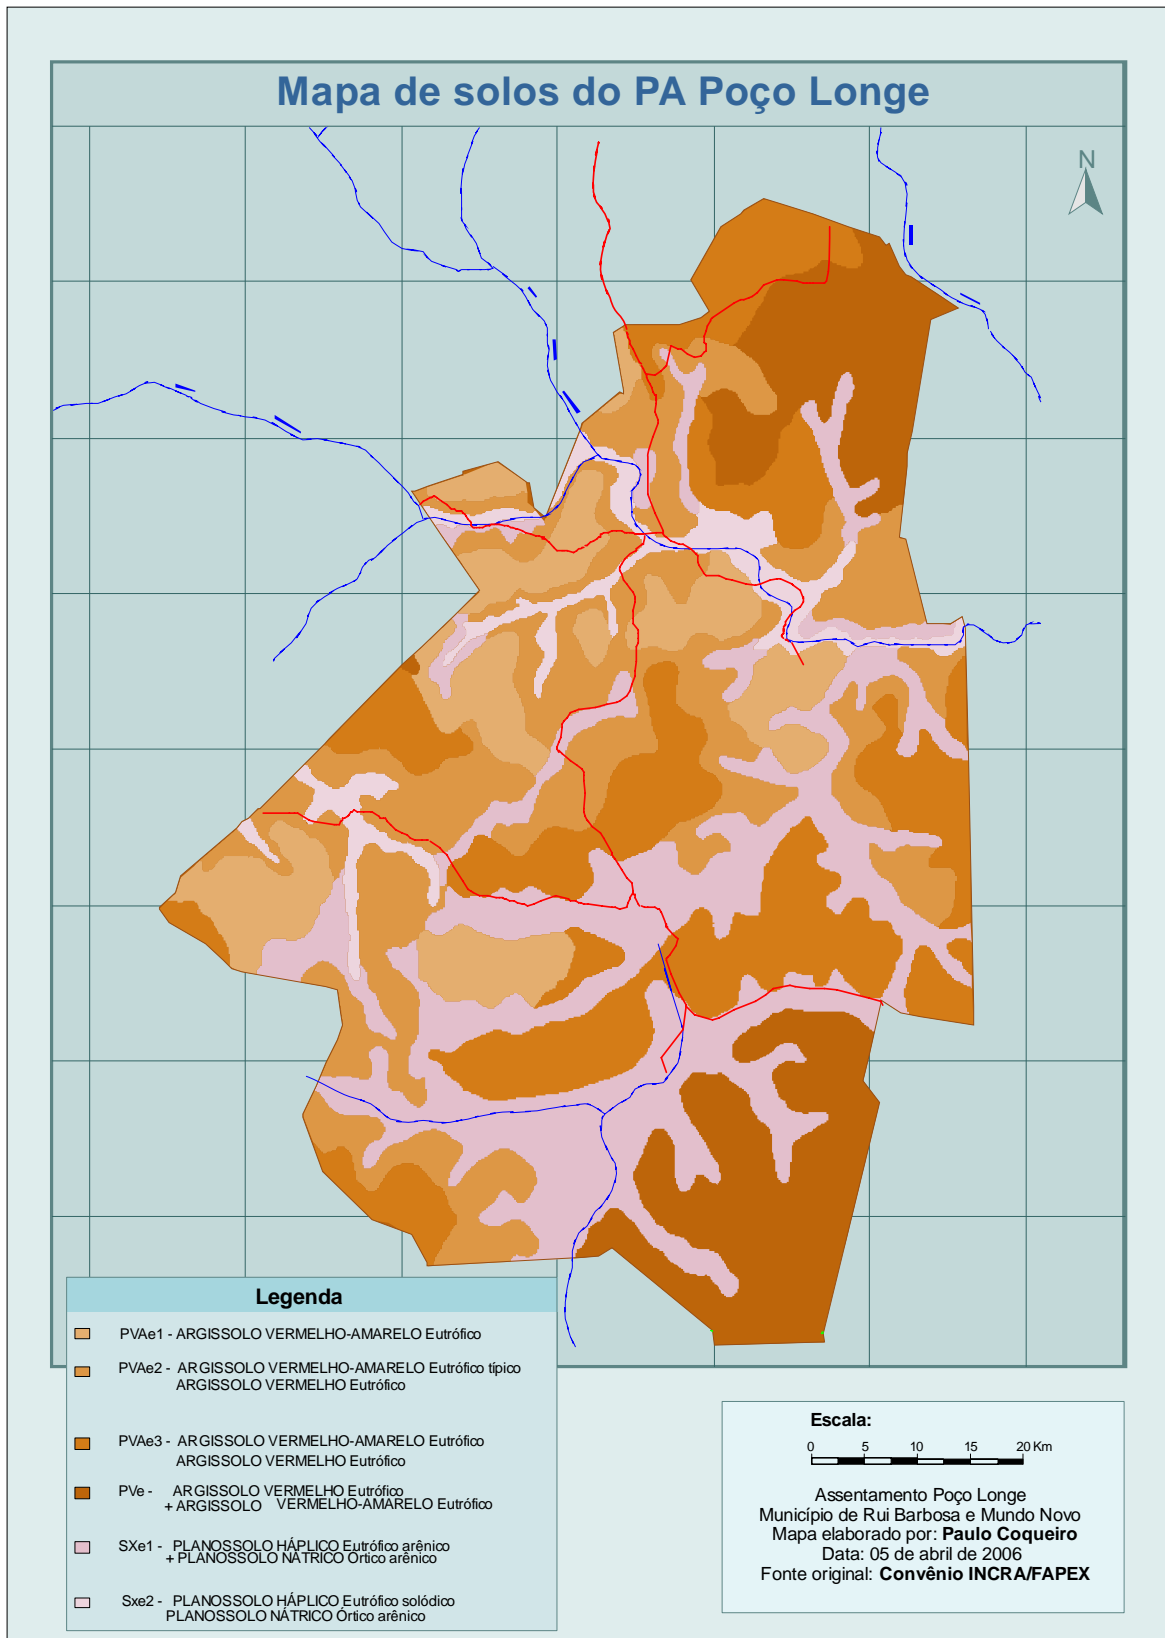 Mapa de solos do PA Poço Longe
N
Legenda
PVAe1 - ARGISSOLO VERMELHO-AMARELO Eutrófico
PVAe2 - ARGISSOLO VERMELHO-AMARELO Eutrófico típico
ARGISSOLO VERMELHO Eutrófico
PVAe3 - ARGISSOLO VERMELHO-AMARELO Eutrófico
ARGISSOLO VERMELHO Eutrófico
PVe - ARGISSOLO VERMELHO Eutrófico
+ ARGISSOLO VERMELHO-AMARELO Eutrófico
SXe1 - PLANOSSOLO HÁPLICO Eutrófico arênico
+ PLANOSSOLO NÁTRICO Órtico arênico
Sxe2 - PLANOSSOLO HÁPLICO Eutrófico solódico
PLANOSSOLO NÁTRICO Órtico arênico
Escala:
0 5 10 15 20 Km
Assentamento Poço Longe
Município de Rui Barbosa e Mundo Novo
Mapa elaborado por: Paulo Coqueiro
Data: 05 de abril de 2006
Fonte original: Convênio INCRA/FAPEX